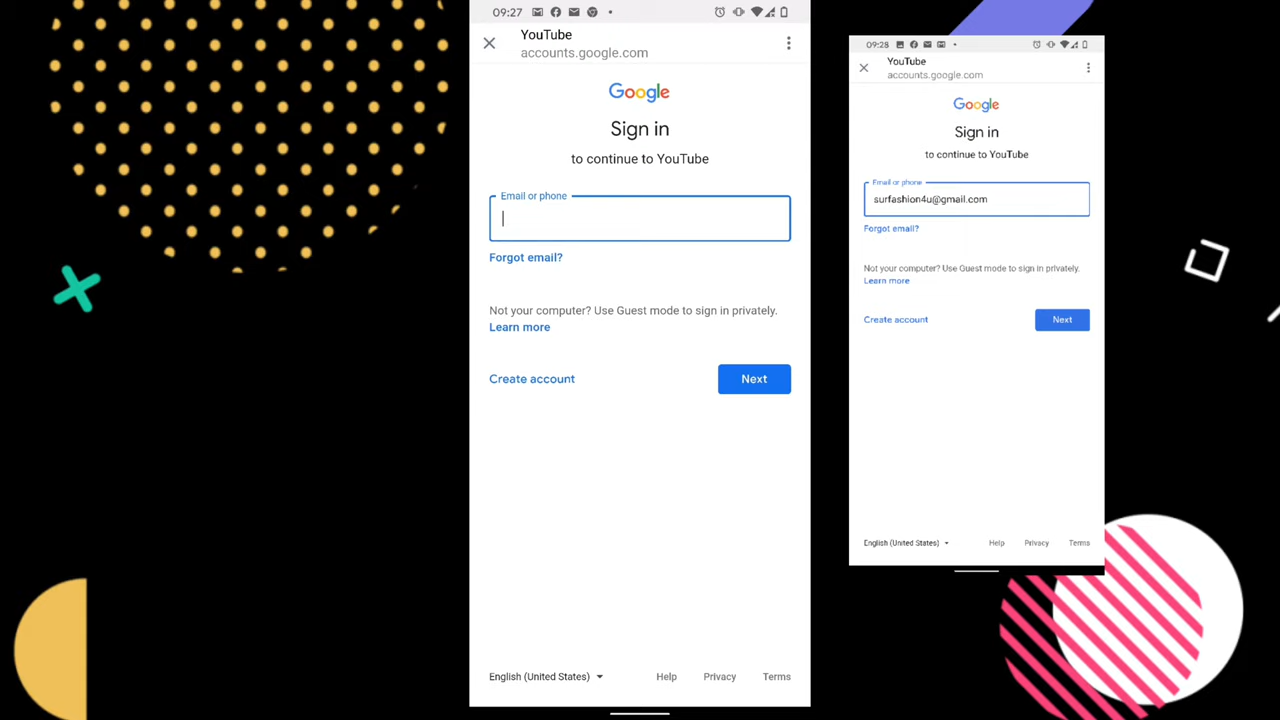 09:27
YouTube
accounts.google.com
Google
Sign in
to continue to YouTube
Email or phone
Forgot email?
Not your computer? Use Guest mode to sign in privately.
Learn more
Create account
Next
English (United States)
Help
Privacy
Terms
09:28
YouTube
accounts.google.com
Google
Sign in
to continue to YouTube
Email or phone
surfashion4u@gmail.com
Forgot email?
Not your computer? Use Guest mode to sign in privately.
Learn more
Create account
Next
English (United States)
Help
Privacy
Terms